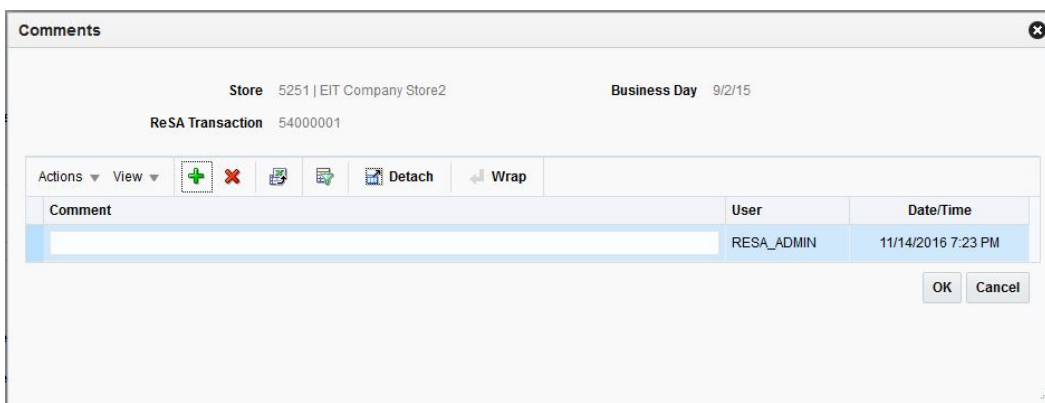 Comments
Store 5251 | EIT Company Store2 Business Day 9/2/15
ReSA Transaction 54000001
Actions View Detach Wrap
Comment User Date/Time
RESA_ADMIN 11/14/2016 7:23 PM
OK Cancel